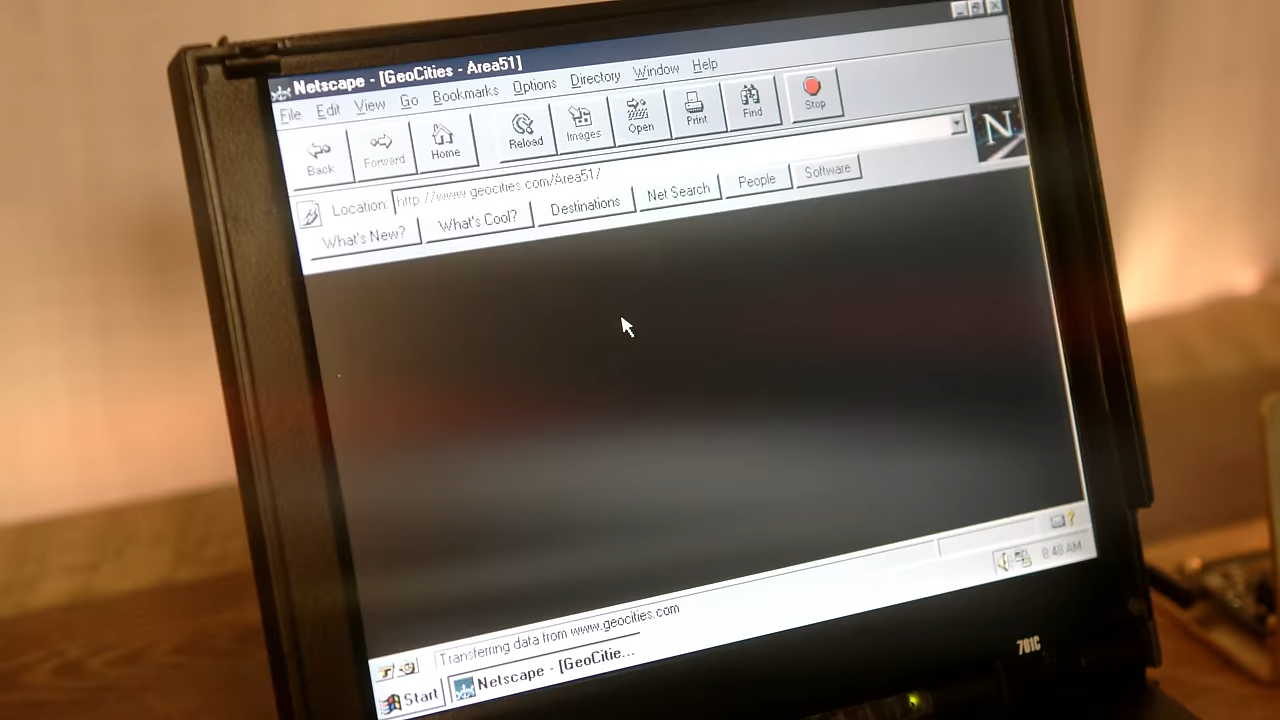 Netscape - [GeoCities - Area51]
File Edit View Go Bookmarks Options Directory Window Help
Back Forward Home Reload Images Open Print Find Stop
Location: http://www.geocities.com/Area51/
N
What's New? What's Cool? Destinations Net Search People Software
Transferring data from www.geocities.com
Start Netscape - [GeoCitie... 8:48 AM
701C